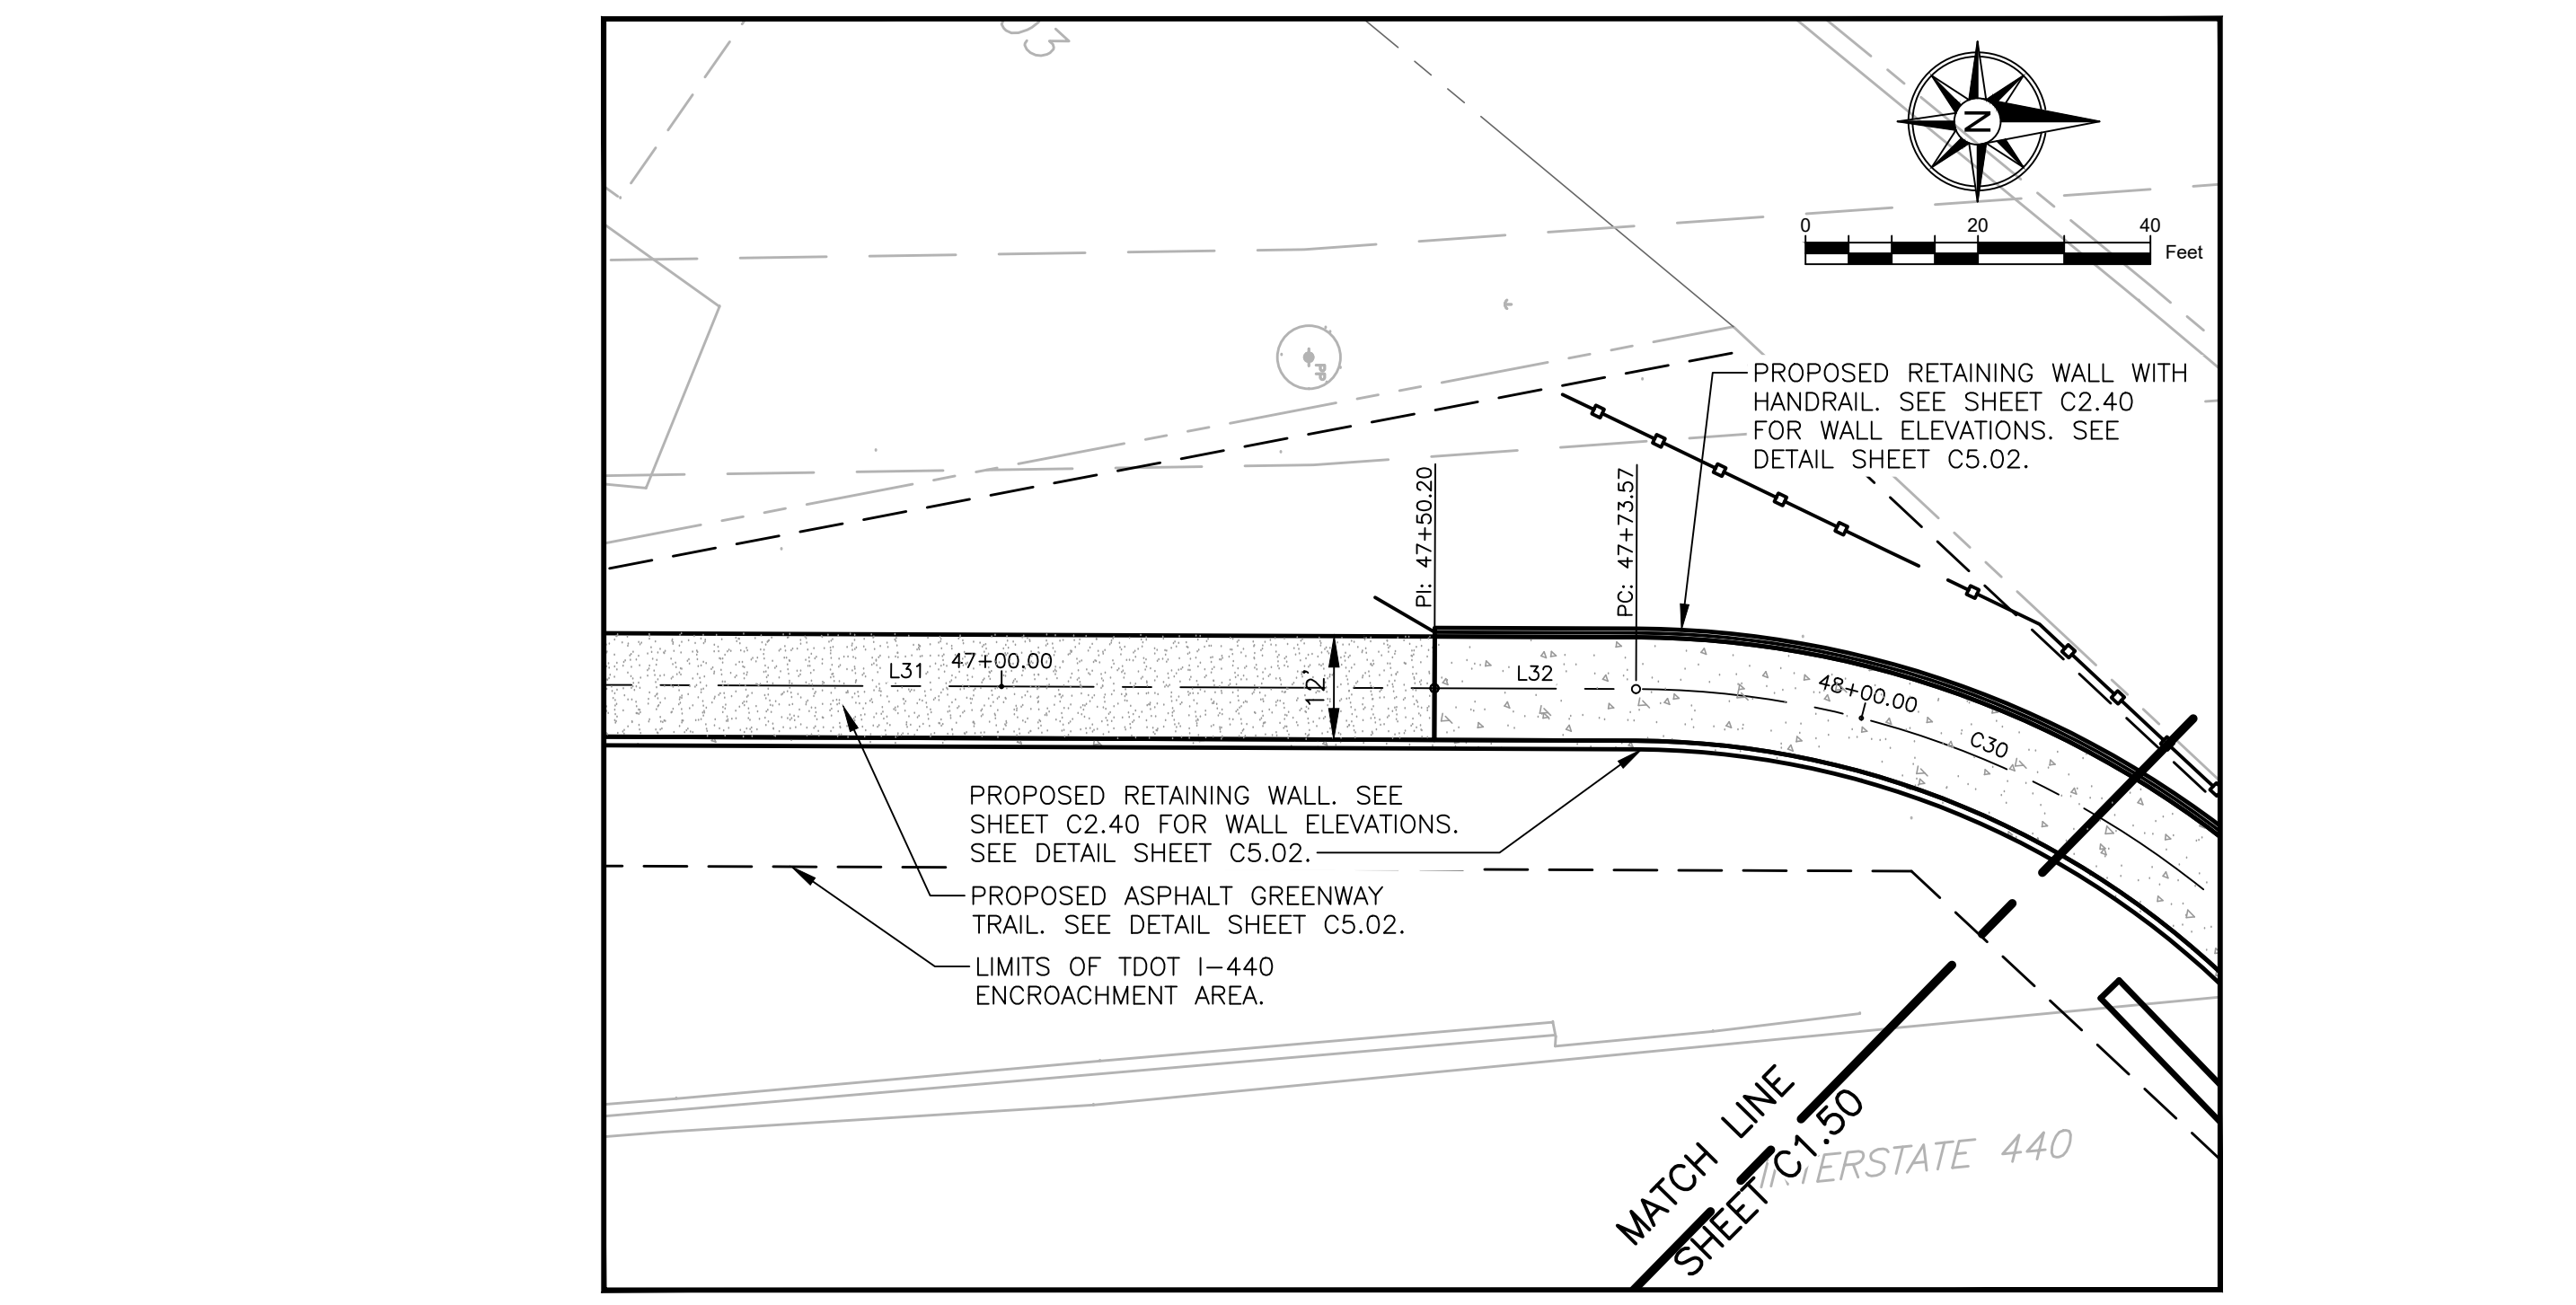 03
N
0 20 40
Feet
PP
PROPOSED RETAINING WALL WITH
HANDRAIL. SEE SHEET C2.40
FOR WALL ELEVATIONS. SEE
DETAIL SHEET C5.02.
PI: 47+50.20
PC: 47+73.57
L31
47+00.00
12'
L32
48+00.00
C30
PROPOSED RETAINING WALL. SEE
SHEET C2.40 FOR WALL ELEVATIONS.
SEE DETAIL SHEET C5.02.
PROPOSED ASPHALT GREENWAY
TRAIL. SEE DETAIL SHEET C5.02.
LIMITS OF TDOT I-440
ENCROACHMENT AREA.
MATCH LINE
SHEET C1.50
INTERSTATE 440